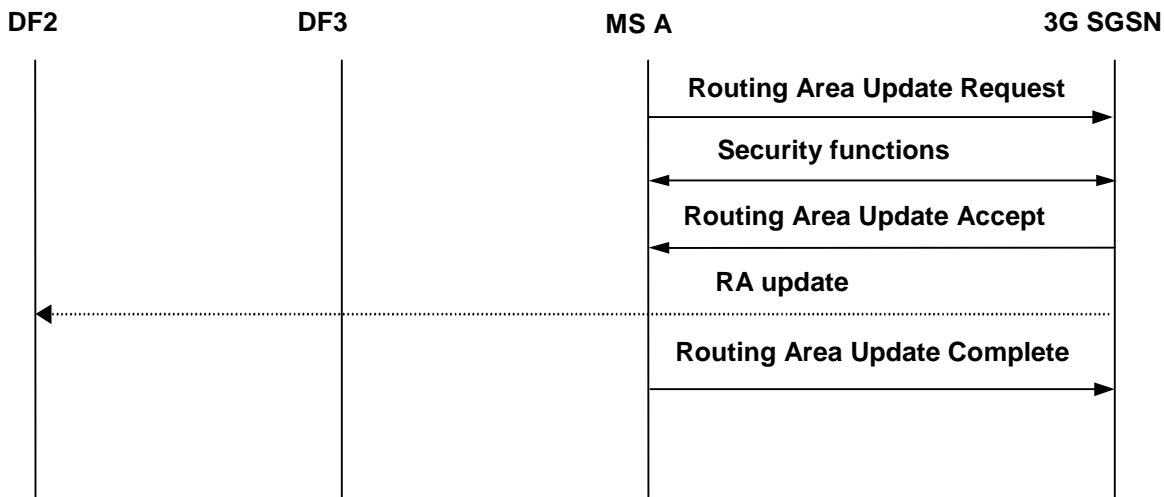 DF2 DF3 MS A 3G SGSN
Routing Area Update Request
Security functions
Routing Area Update Accept
RA update
Routing Area Update Complete